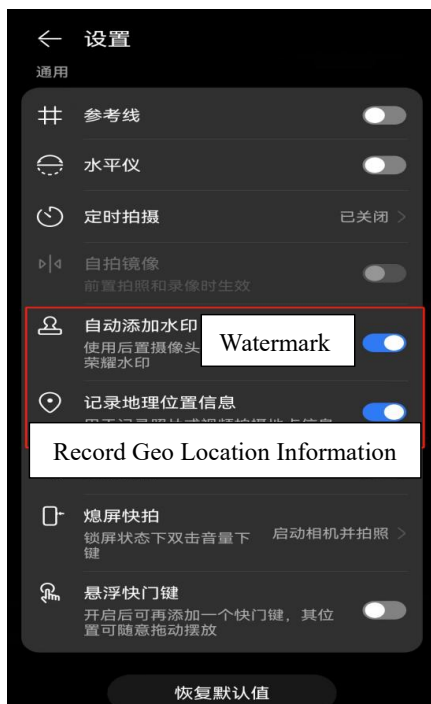 设置
通用
参考线
水平仪
定时拍摄 已关闭
自拍镜像
前置拍照和录像时生效
自动添加水印
使用后置摄像头
荣耀水印
Watermark
记录地理位置信息
Record Geo Location Information
熄屏快拍
锁屏状态下双击音量下键 启动相机并拍照
悬浮快门键
开启后可再添加一个快门键，其位
置可随意拖动摆放
恢复默认值